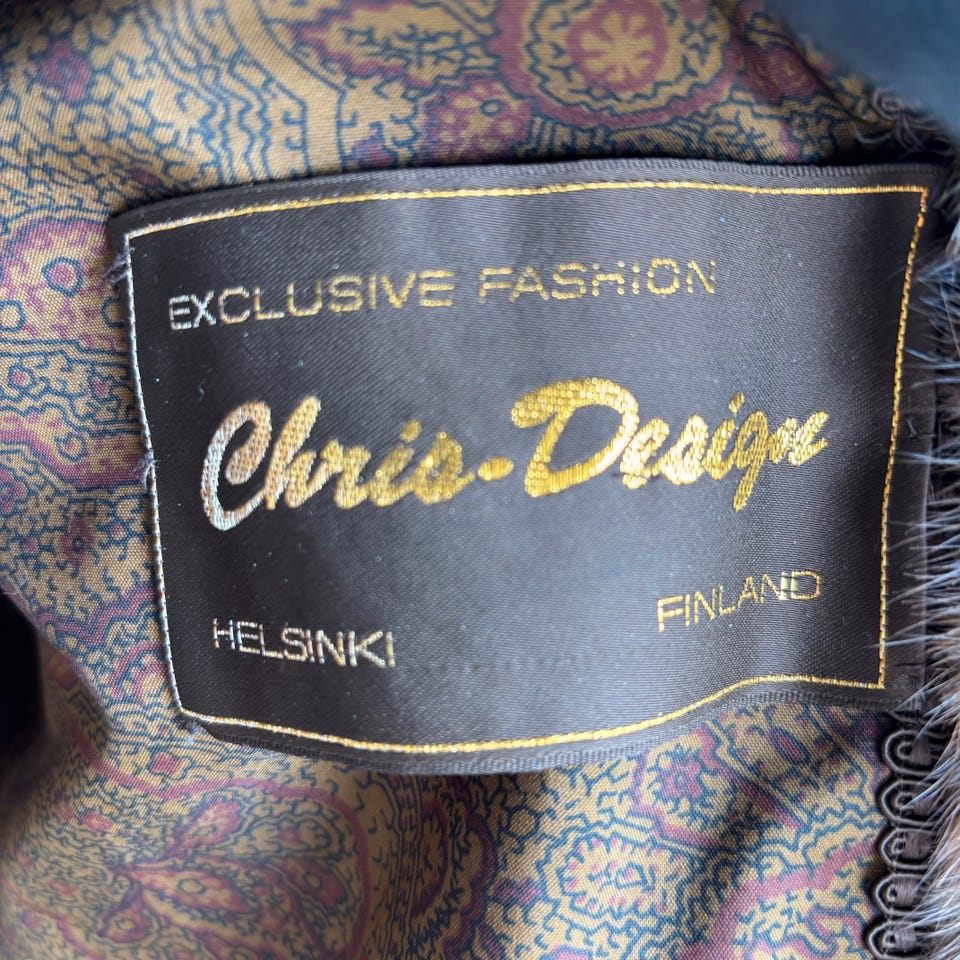 EXCLUSIVE FASHION
Chris-Design
HELSINKI
FINLAND